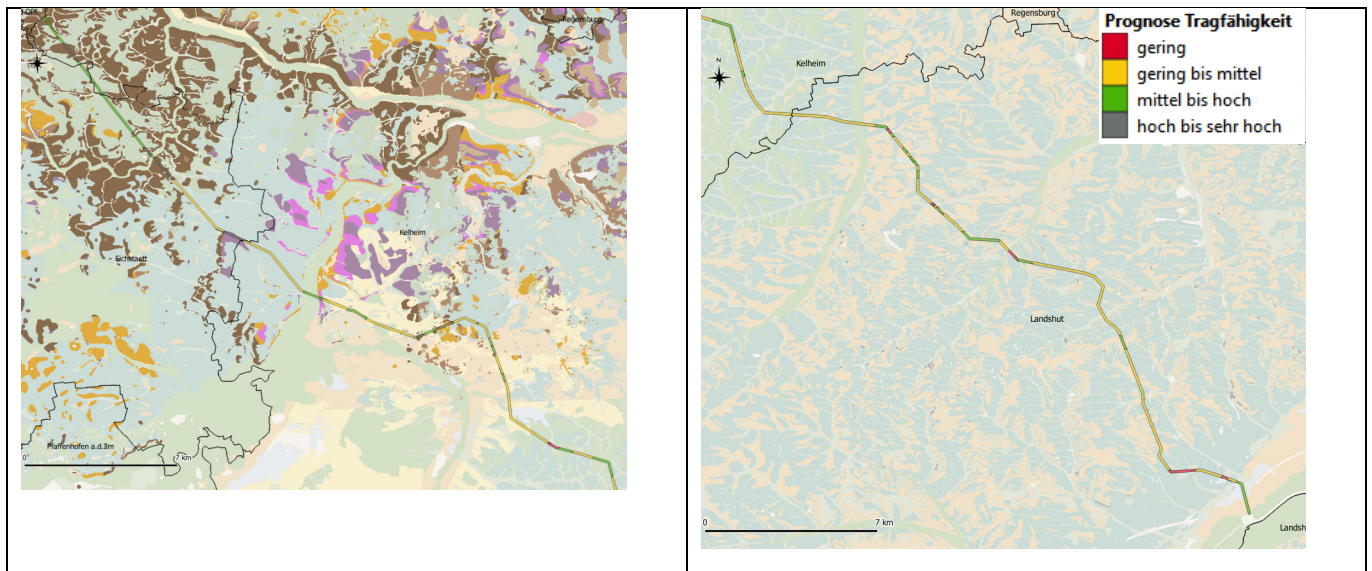 Regensburg
Kelheim
Eichstaett
Pfaffenhofen a.d.Ilm
0 7 km
Regensburg
Prognose Tragfähigkeit
gering
gering bis mittel
mittel bis hoch
hoch bis sehr hoch
Kelheim
N
Landshut
0 7 km
Landsh